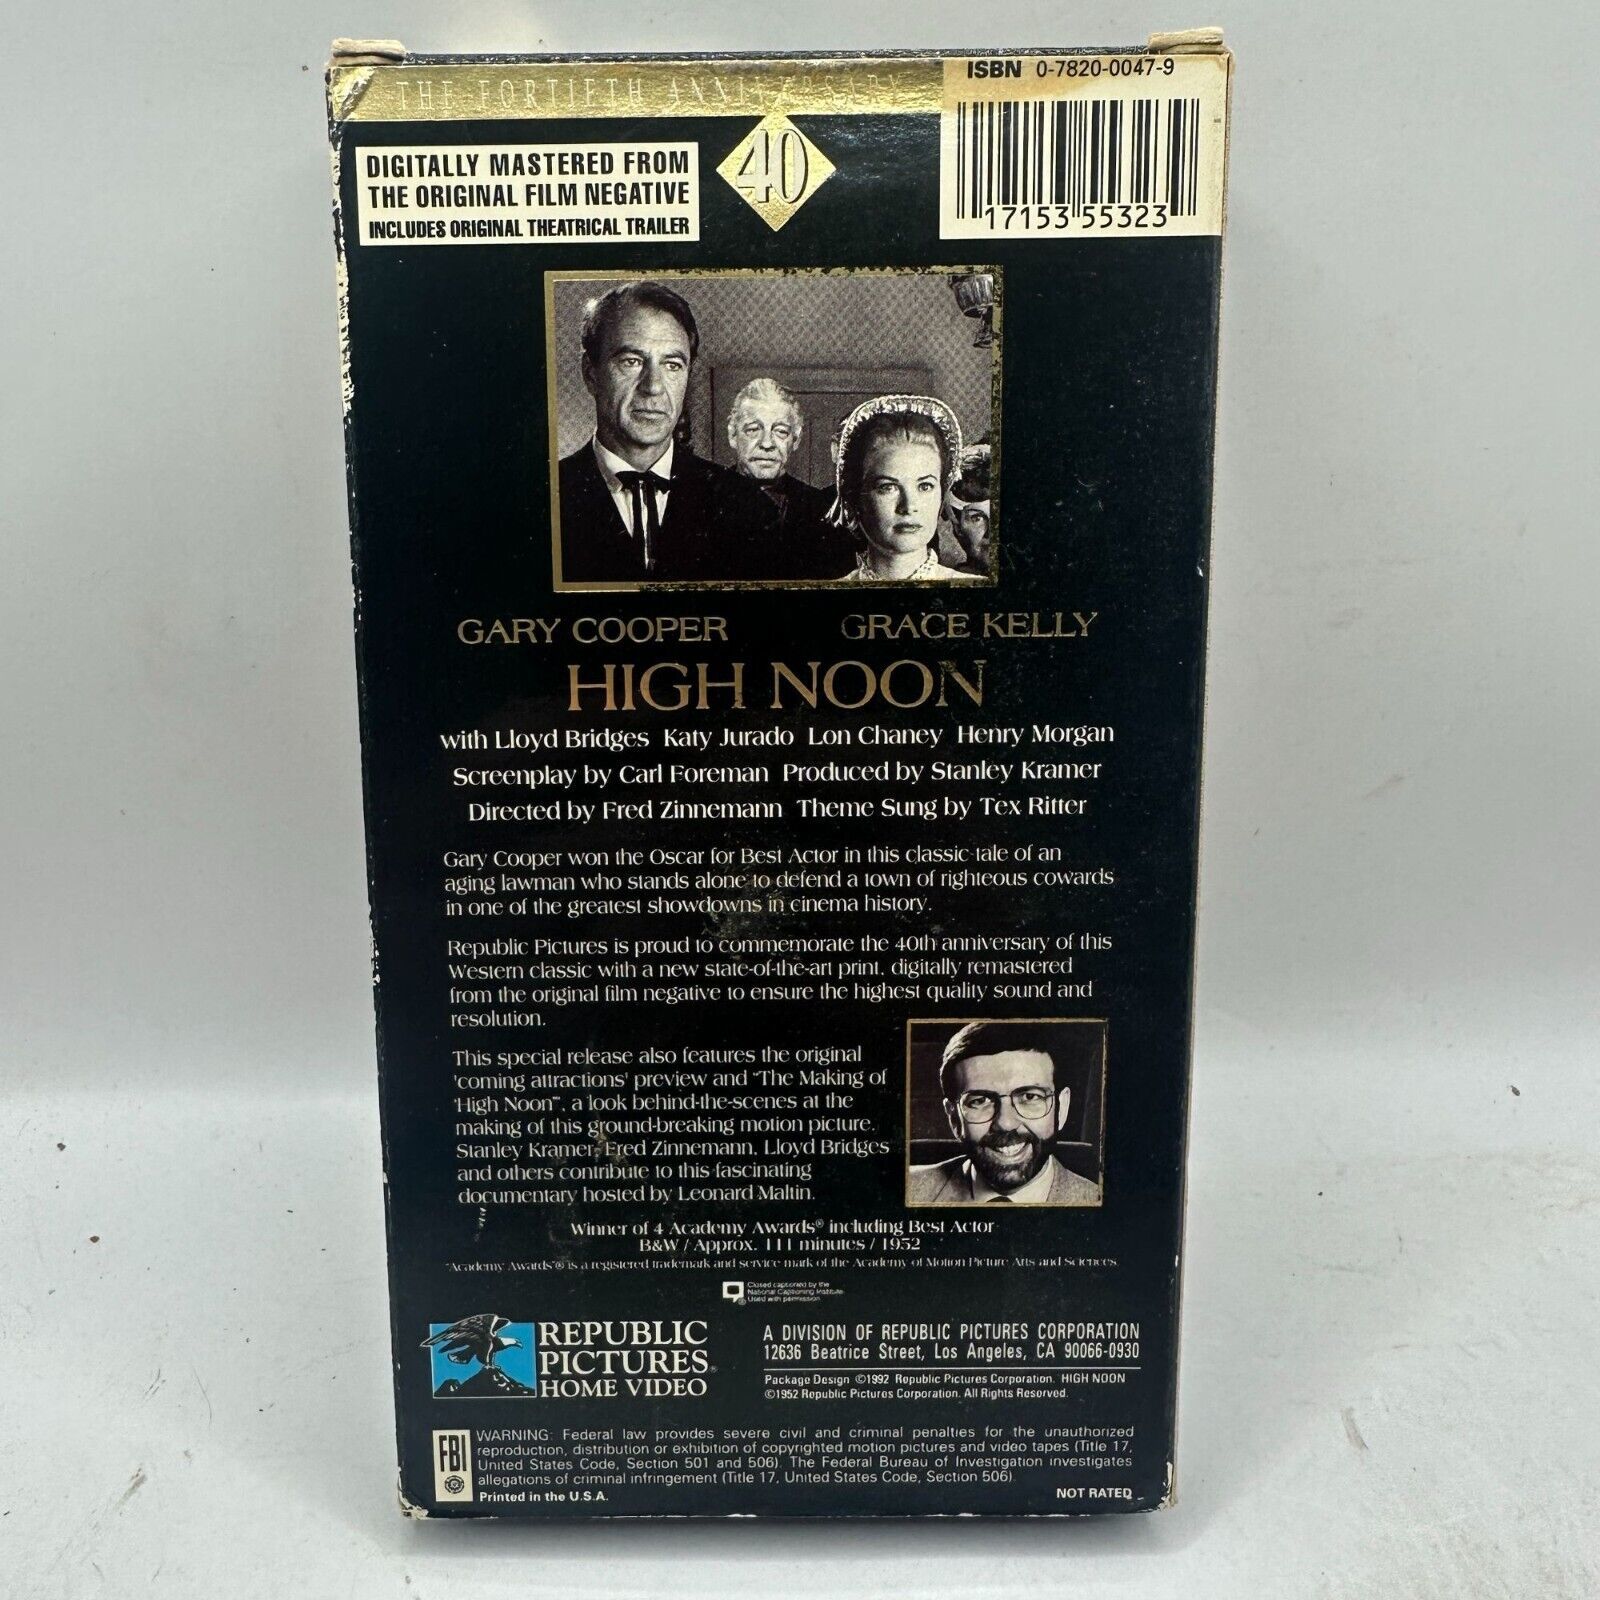 THE FORTIETH ANNIVERSARY
ISBN 0-7820-0047-9
40
DIGITALLY MASTERED FROM
THE ORIGINAL FILM NEGATIVE
INCLUDES ORIGINAL THEATRICAL TRAILER
17153 55323
GARY COOPER GRACE KELLY
HIGH NOON
with Lloyd Bridges Katy Jurado Lon Chaney Henry Morgan
Screenplay by Carl Foreman Produced by Stanley Kramer
Directed by Fred Zinnemann Theme Sung by Tex Ritter
Gary Cooper won the Oscar for Best Actor in this classic tale of an
aging lawman who stands alone to defend a town of righteous cowards
in one of the greatest showdowns in cinema history.
Republic Pictures is proud to commemorate the 40th anniversary of this
Western classic with a new state-of-the-art print, digitally remastered
from the original film negative to ensure the highest quality sound and
resolution.
This special release also features the original
'coming attractions' preview and "The Making of
'High Noon'", a look behind-the-scenes at the
making of this ground-breaking motion picture.
Stanley Kramer, Fred Zinnemann, Lloyd Bridges
and others contribute to this fascinating
documentary hosted by Leonard Maltin.
Winner of 4 Academy Awards® including Best Actor
B&W / Approx. 111 minutes / 1952
"Academy Awards"® is a registered trademark and service mark of the Academy of Motion Picture Arts and Sciences.
Closed captioned by the
National Captioning Institute
Used with permission
REPUBLIC
PICTURES®
HOME VIDEO
A DIVISION OF REPUBLIC PICTURES CORPORATION
12636 Beatrice Street, Los Angeles, CA 90066-0930
Package Design ©1992 Republic Pictures Corporation. HIGH NOON
©1952 Republic Pictures Corporation. All Rights Reserved.
FBI
WARNING: Federal law provides severe civil and criminal penalties for the unauthorized
reproduction, distribution or exhibition of copyrighted motion pictures and video tapes (Title 17,
United States Code, Section 501 and 506). The Federal Bureau of Investigation investigates
allegations of criminal infringement (Title 17, United States Code, Section 506).
Printed in the U.S.A.
NOT RATED